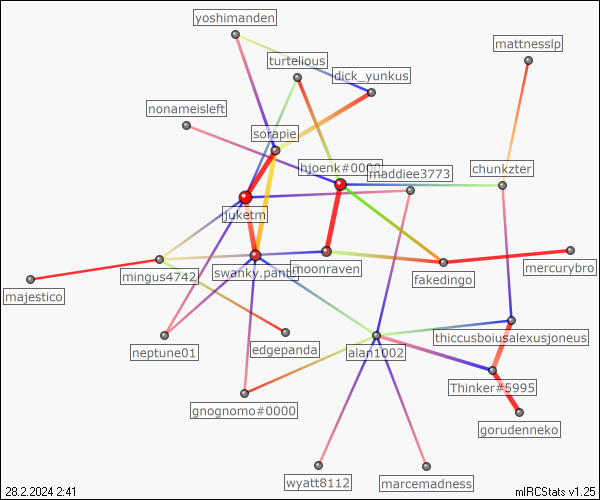 yoshimanden
mattnesslp
turtelious
dick_yunkus
nonameisleft
sorapie
hjoenk#0000
maddiee3773
chunkzter
juketm
swanky.pants
moonraven
mingus4742
fakedingo
mercurybro
majestico
neptune01
edgepanda
alan1002
thiccusboiusalexusjoneus
Thinker#5995
gnognomo#0000
gorudenneko
wyatt8112
marcemadness
28.2.2024 2:41
mIRCStats v1.25